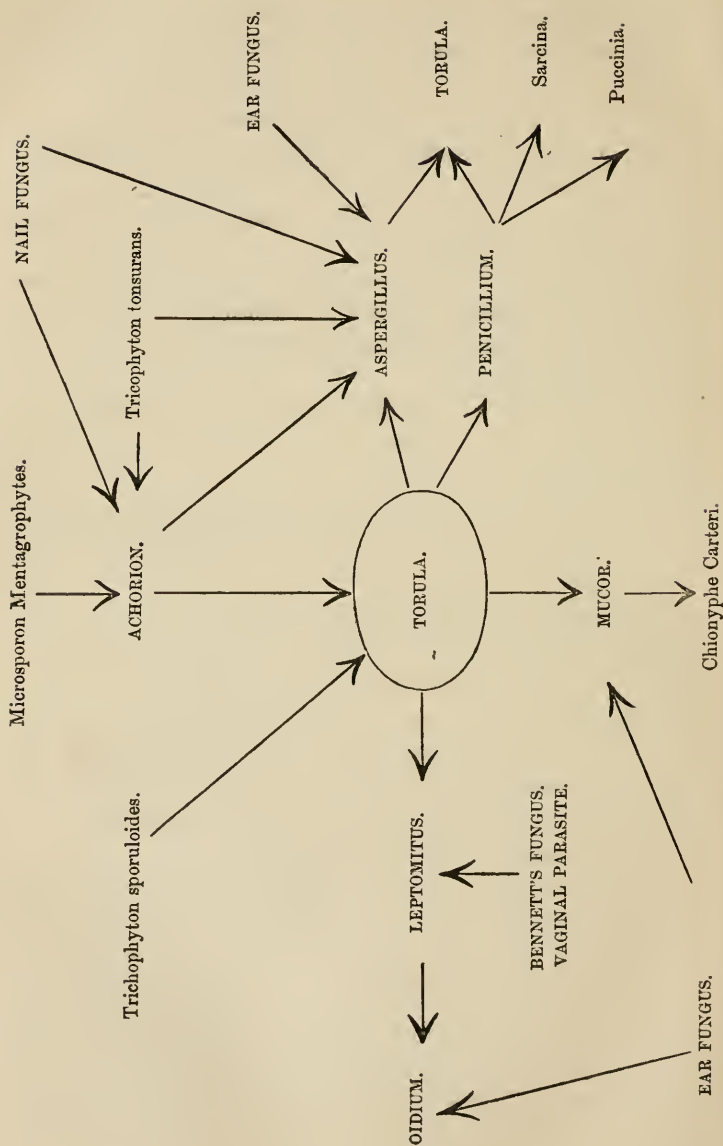 Microsporon Mentagrophytes.
NAIL FUNGUS.
Trichophyton sporuloides.
ACHORION.
Tricophyton tonsurans.
EAR FUNGUS.
ASPERGILLUS.
OIDIUM.
LEPTOMITUS.
TORULA.
TORULA.
PENICILLIUM.
BENNETT'S FUNGUS.
VAGINAL PARASITE.
Sarcina.
MUCOR.
Puccinia.
EAR FUNGUS.
Chionyphe Carteri.